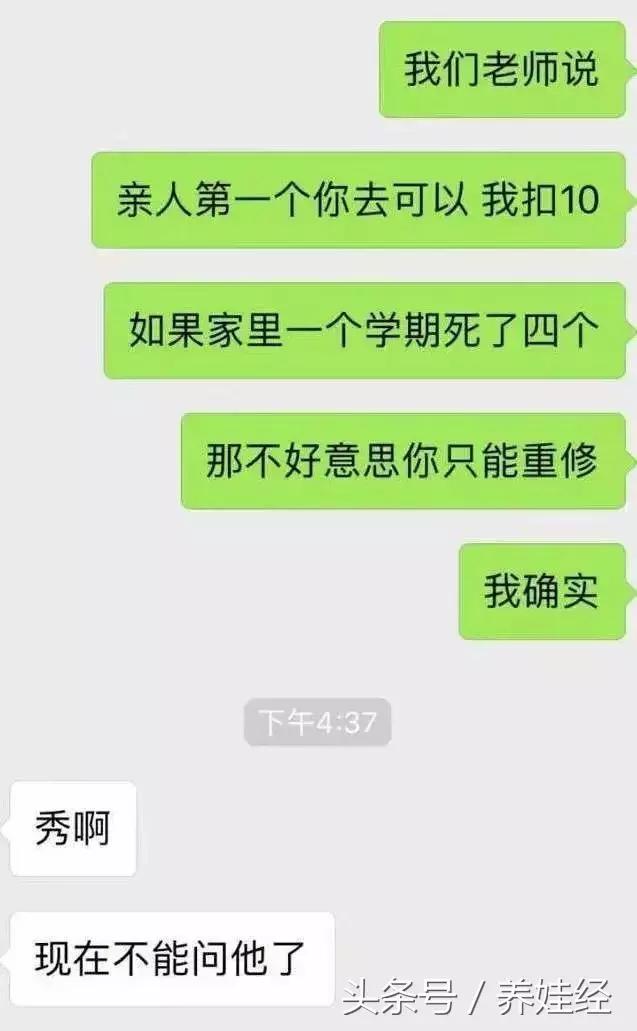 我们老师说
亲人第一个你去可以 我扣10
如果家里一个学期死了四个
那不好意思你只能重修
我确实
下午4:37
秀啊
现在不能问他了
头条号 / 养娃经